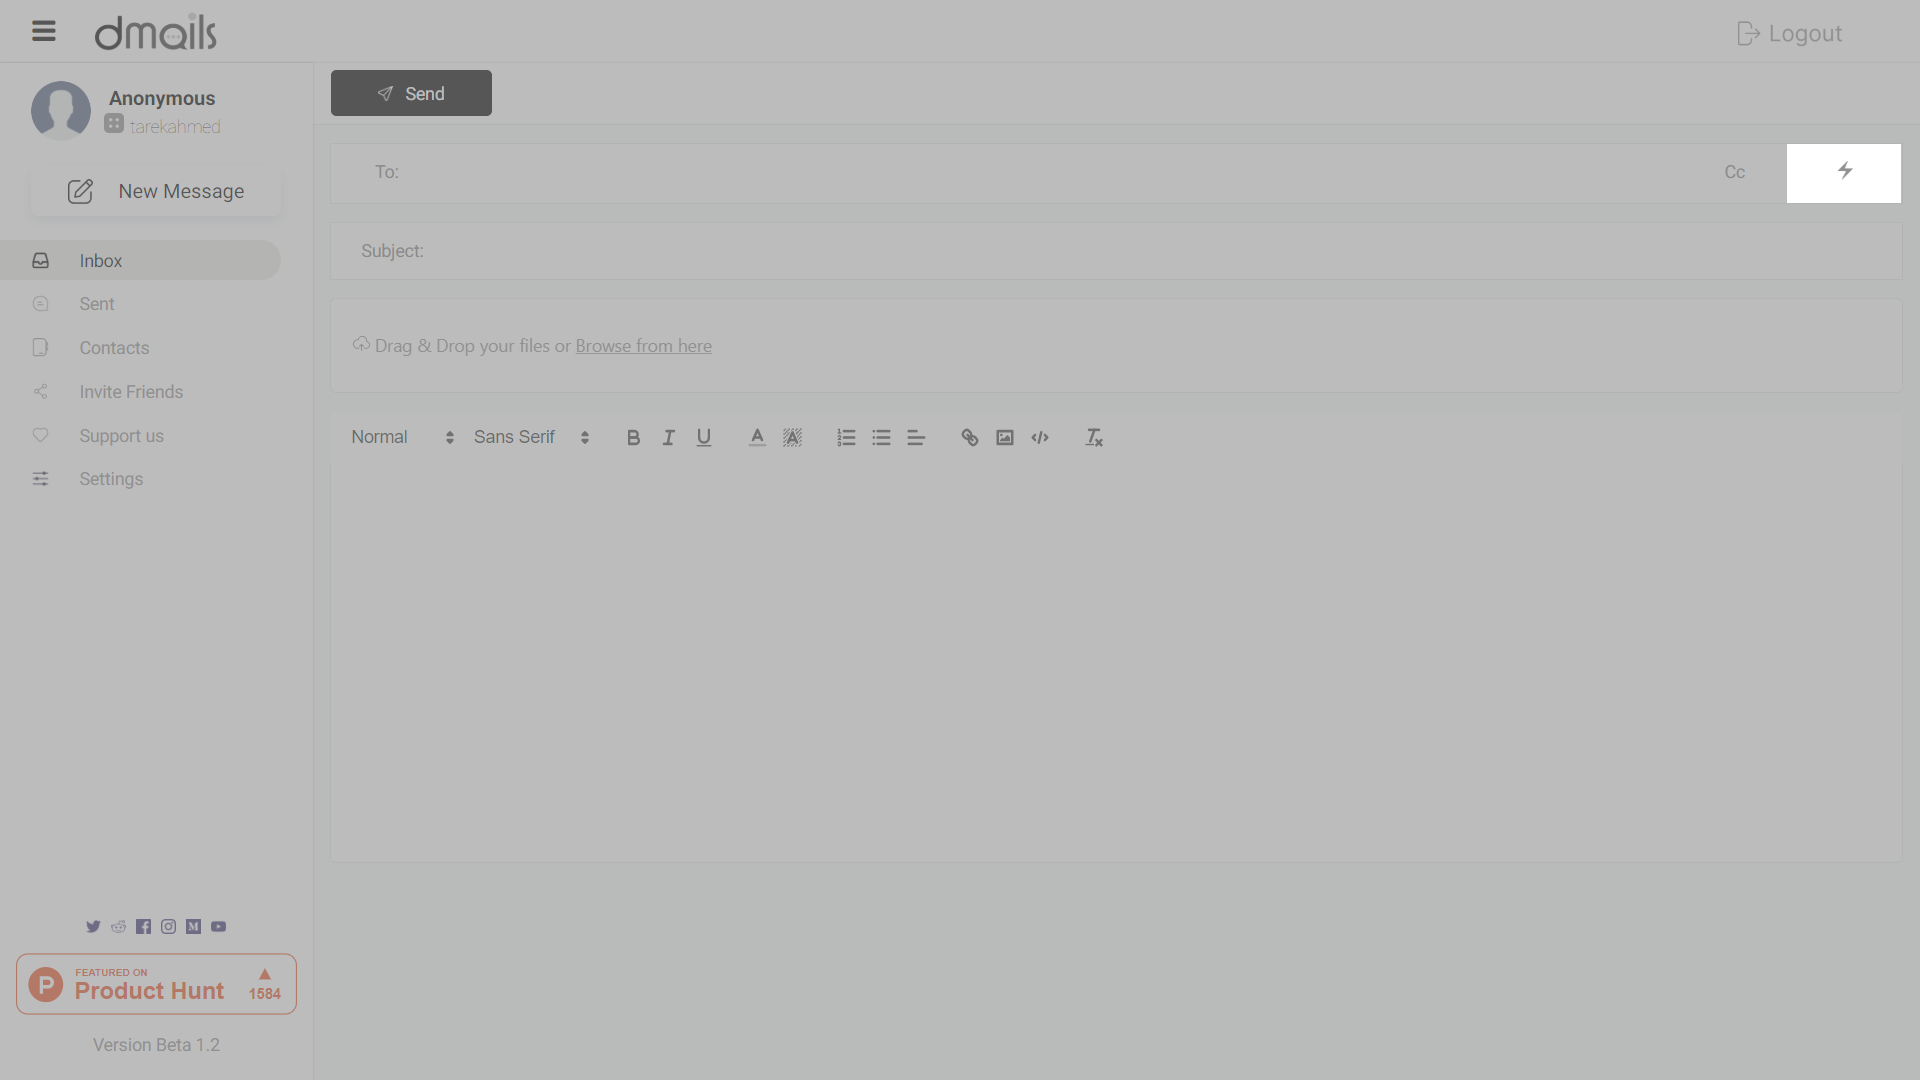 dmails
Logout
Anonymous
tarekahmed
New Message
Inbox
Sent
Contacts
Invite Friends
Support us
Settings
Send
To:
Cc
Subject:
Drag & Drop your files or Browse from here
Normal
Sans Serif
FEATURED ON
Product Hunt
1584
Version Beta 1.2